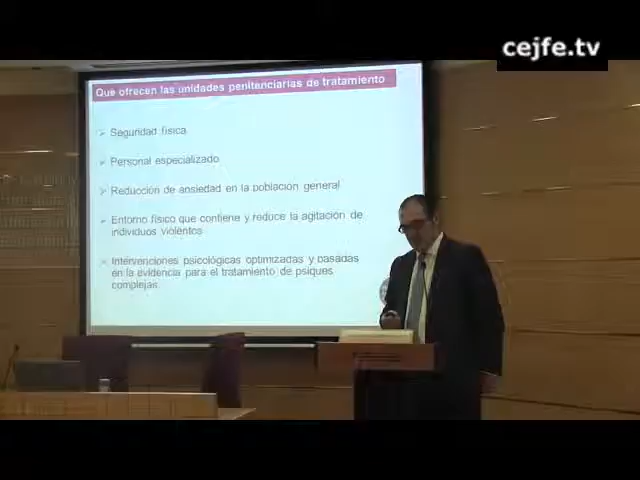 cejfe.tv
Que ofrecen las unidades penitenciarias de tratamiento
Seguridad física
Personal especializado
Reducción de ansiedad en la población general
Entorno físico que contiene y reduce la agitación de
individuos violentos
Intervenciones psicológicas optimizadas y basadas
en la evidencia para el tratamiento de psiques
complejas